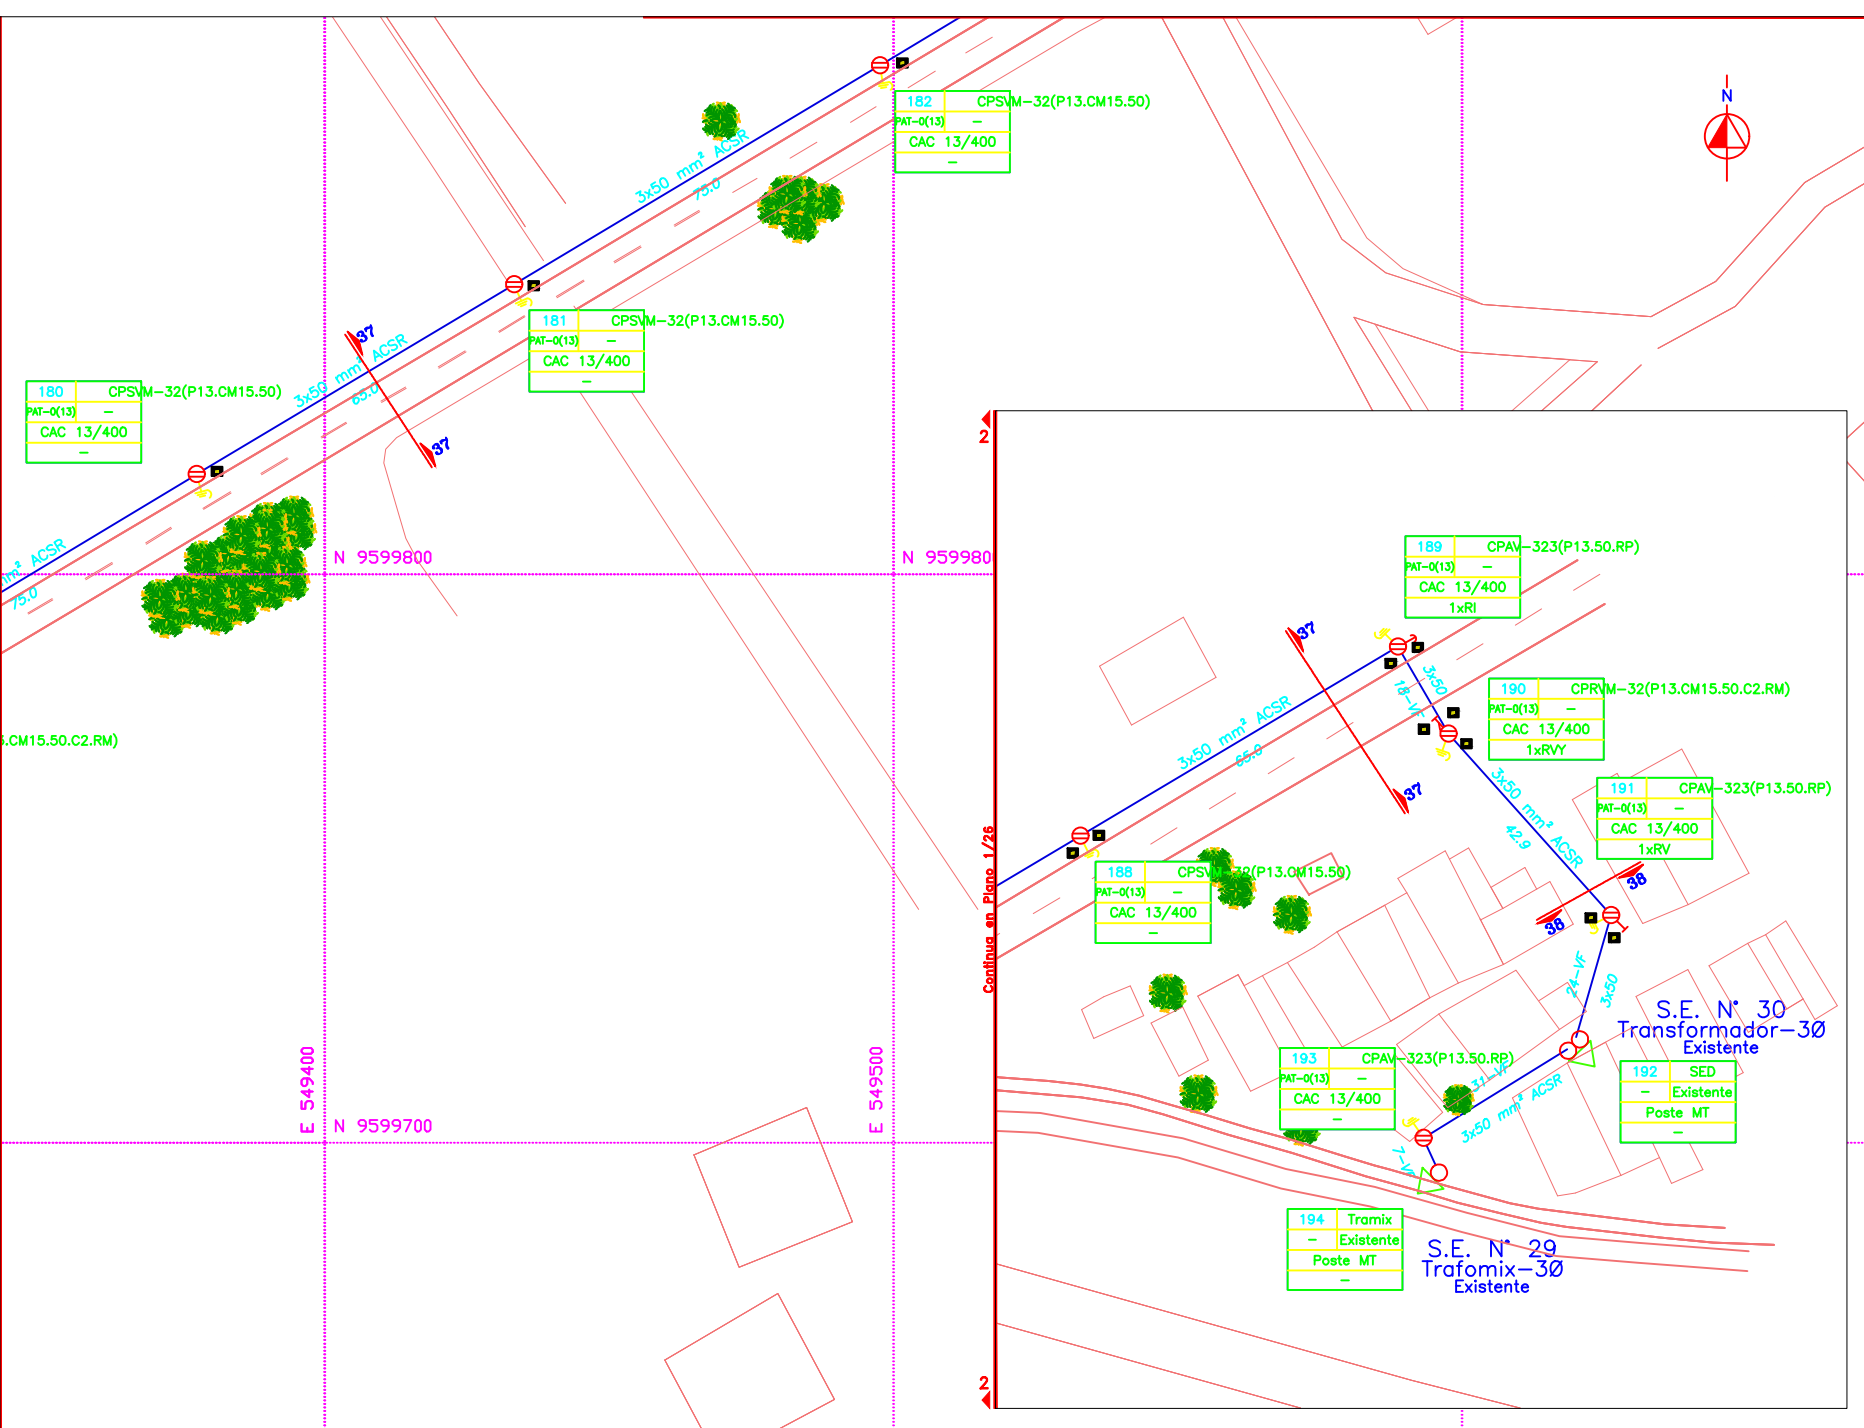 N
182 CPSVM-32(P13.CM15.50)
PAT-0(13) -
CAC 13/400
-
3x50 mm² ACSR
75.0
181 CPSVM-32(P13.CM15.50)
PAT-0(13) -
CAC 13/400
-
37
3x50 mm² ACSR
65.0
37
180 CPSVM-32(P13.CM15.50)
PAT-0(13) -
CAC 13/400
-
mm² ACSR
75.0
N 9599800
N 959980
.CM15.50.C2.RM)
E 549400
E 549500
N 9599700
2
Continua en Plano 1/26
2
189 CPAV-323(P13.50.RP)
PAT-0(13) -
CAC 13/400
1xRI
37
3x50
18-VF
190 CPRVM-32(P13.CM15.50.C2.RM)
PAT-0(13) -
CAC 13/400
1xRVY
3x50 mm² ACSR
65.0
37
3x50 mm² ACSR
42.9
191 CPAV-323(P13.50.RP)
PAT-0(13) -
CAC 13/400
1xRV
188 CPSVM-32(P13.CM15.50)
PAT-0(13) -
CAC 13/400
-
38
38
24-VF
3x50
S.E. N° 30
Transformador-3Ø
Existente
192 SED
- Existente
Poste MT
-
193 CPAV-323(P13.50.RP)
PAT-0(13) -
CAC 13/400
-
31-VF
3x50 mm² ACSR
7-VF
194 Tramix
- Existente
Poste MT
-
S.E. N° 29
Trafomix-3Ø
Existente